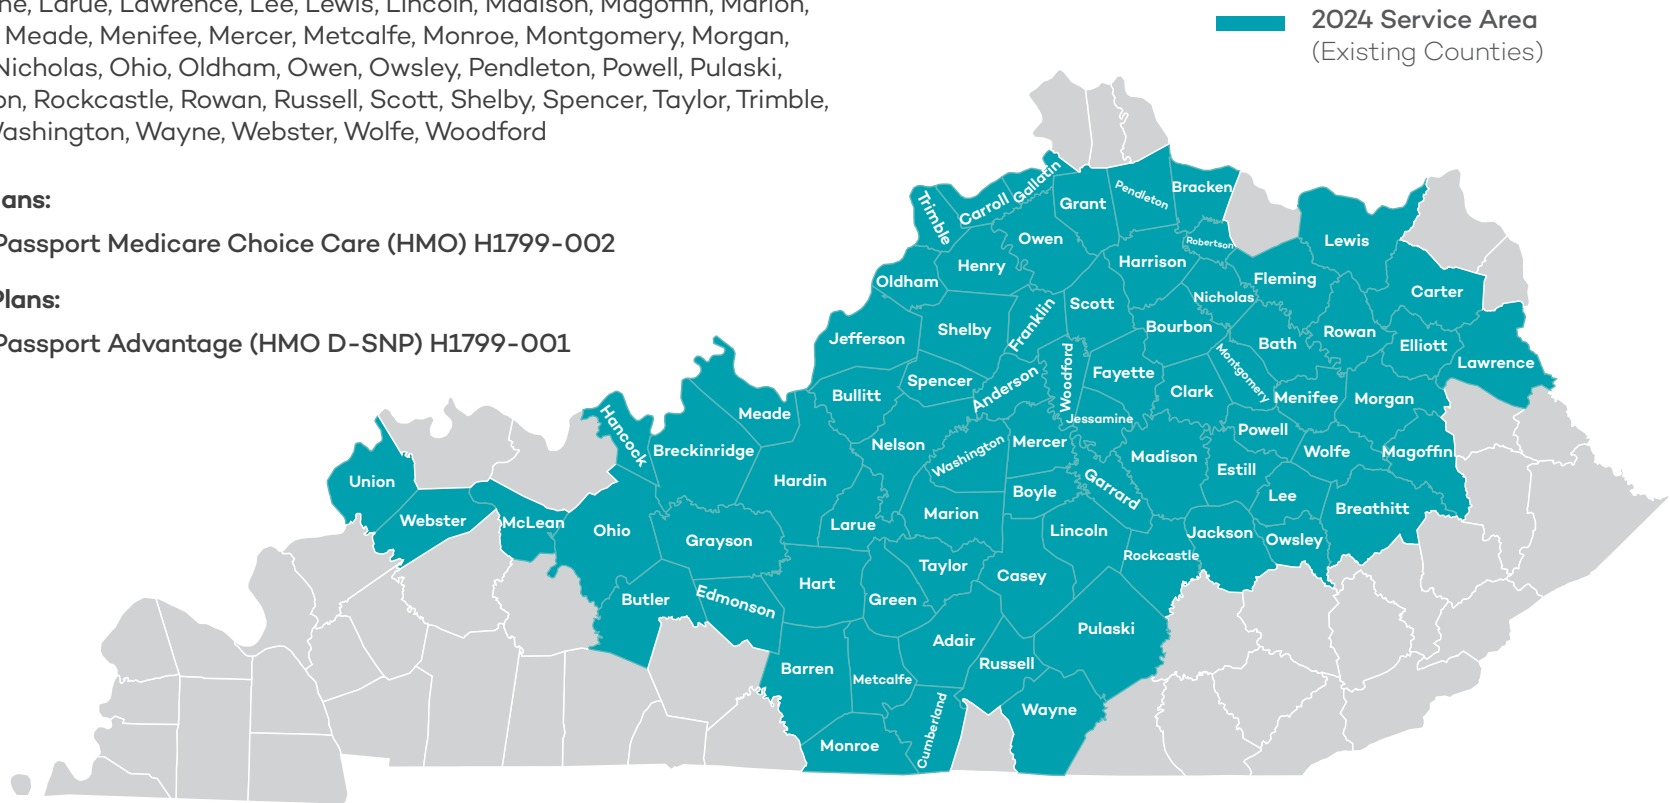 Larue, Lawrence, Lee, Lewis, Lincoln, Madison, Magoffin, Marion,
Meade, Menifee, Mercer, Metcalfe, Monroe, Montgomery, Morgan,
Nicholas, Ohio, Oldham, Owen, Owsley, Pendleton, Powell, Pulaski,
Rockcastle, Rowan, Russell, Scott, Shelby, Spencer, Taylor, Trimble,
Washington, Wayne, Webster, Wolfe, Woodford
ans:
Passport Medicare Choice Care (HMO) H1799-002
Plans:
Passport Advantage (HMO D-SNP) H1799-001
2024 Service Area
(Existing Counties)
Gallatin
Trimble
Carroll
Grant
Pendleton
Bracken
Owen
Robertson
Lewis
Henry
Harrison
Oldham
Fleming
Carter
Nicholas
Franklin
Scott
Jefferson
Shelby
Bourbon
Rowan
Bath
Elliott
Lawrence
Montgomery
Woodford
Fayette
Spencer
Anderson
Bullitt
Clark
Menifee
Morgan
Meade
Hancock
Jessamine
Powell
Nelson
Washington
Mercer
Breckinridge
Wolfe
Magoffin
Madison
Estill
Union
Hardin
Garrard
Boyle
Lee
Breathitt
Webster
McLean
Ohio
Larue
Marion
Lincoln
Jackson
Owsley
Grayson
Rockcastle
Taylor
Casey
Hart
Green
Butler
Edmonson
Pulaski
Adair
Russell
Barren
Metcalfe
Wayne
Cumberland
Monroe